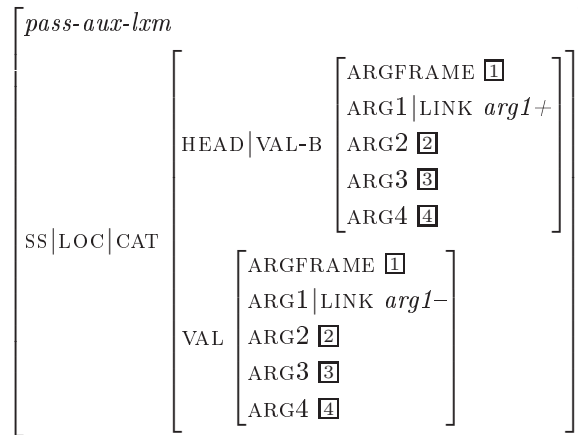 pass-aux-lxm
ARGFRAME 1
ARG1|LINK arg1+
HEAD|VAL-B
ARG2 2
ARG3 3
ARG4 4
SS|LOC|CAT
ARGFRAME 1
ARG1|LINK arg1–
VAL
ARG2 2
ARG3 3
ARG4 4